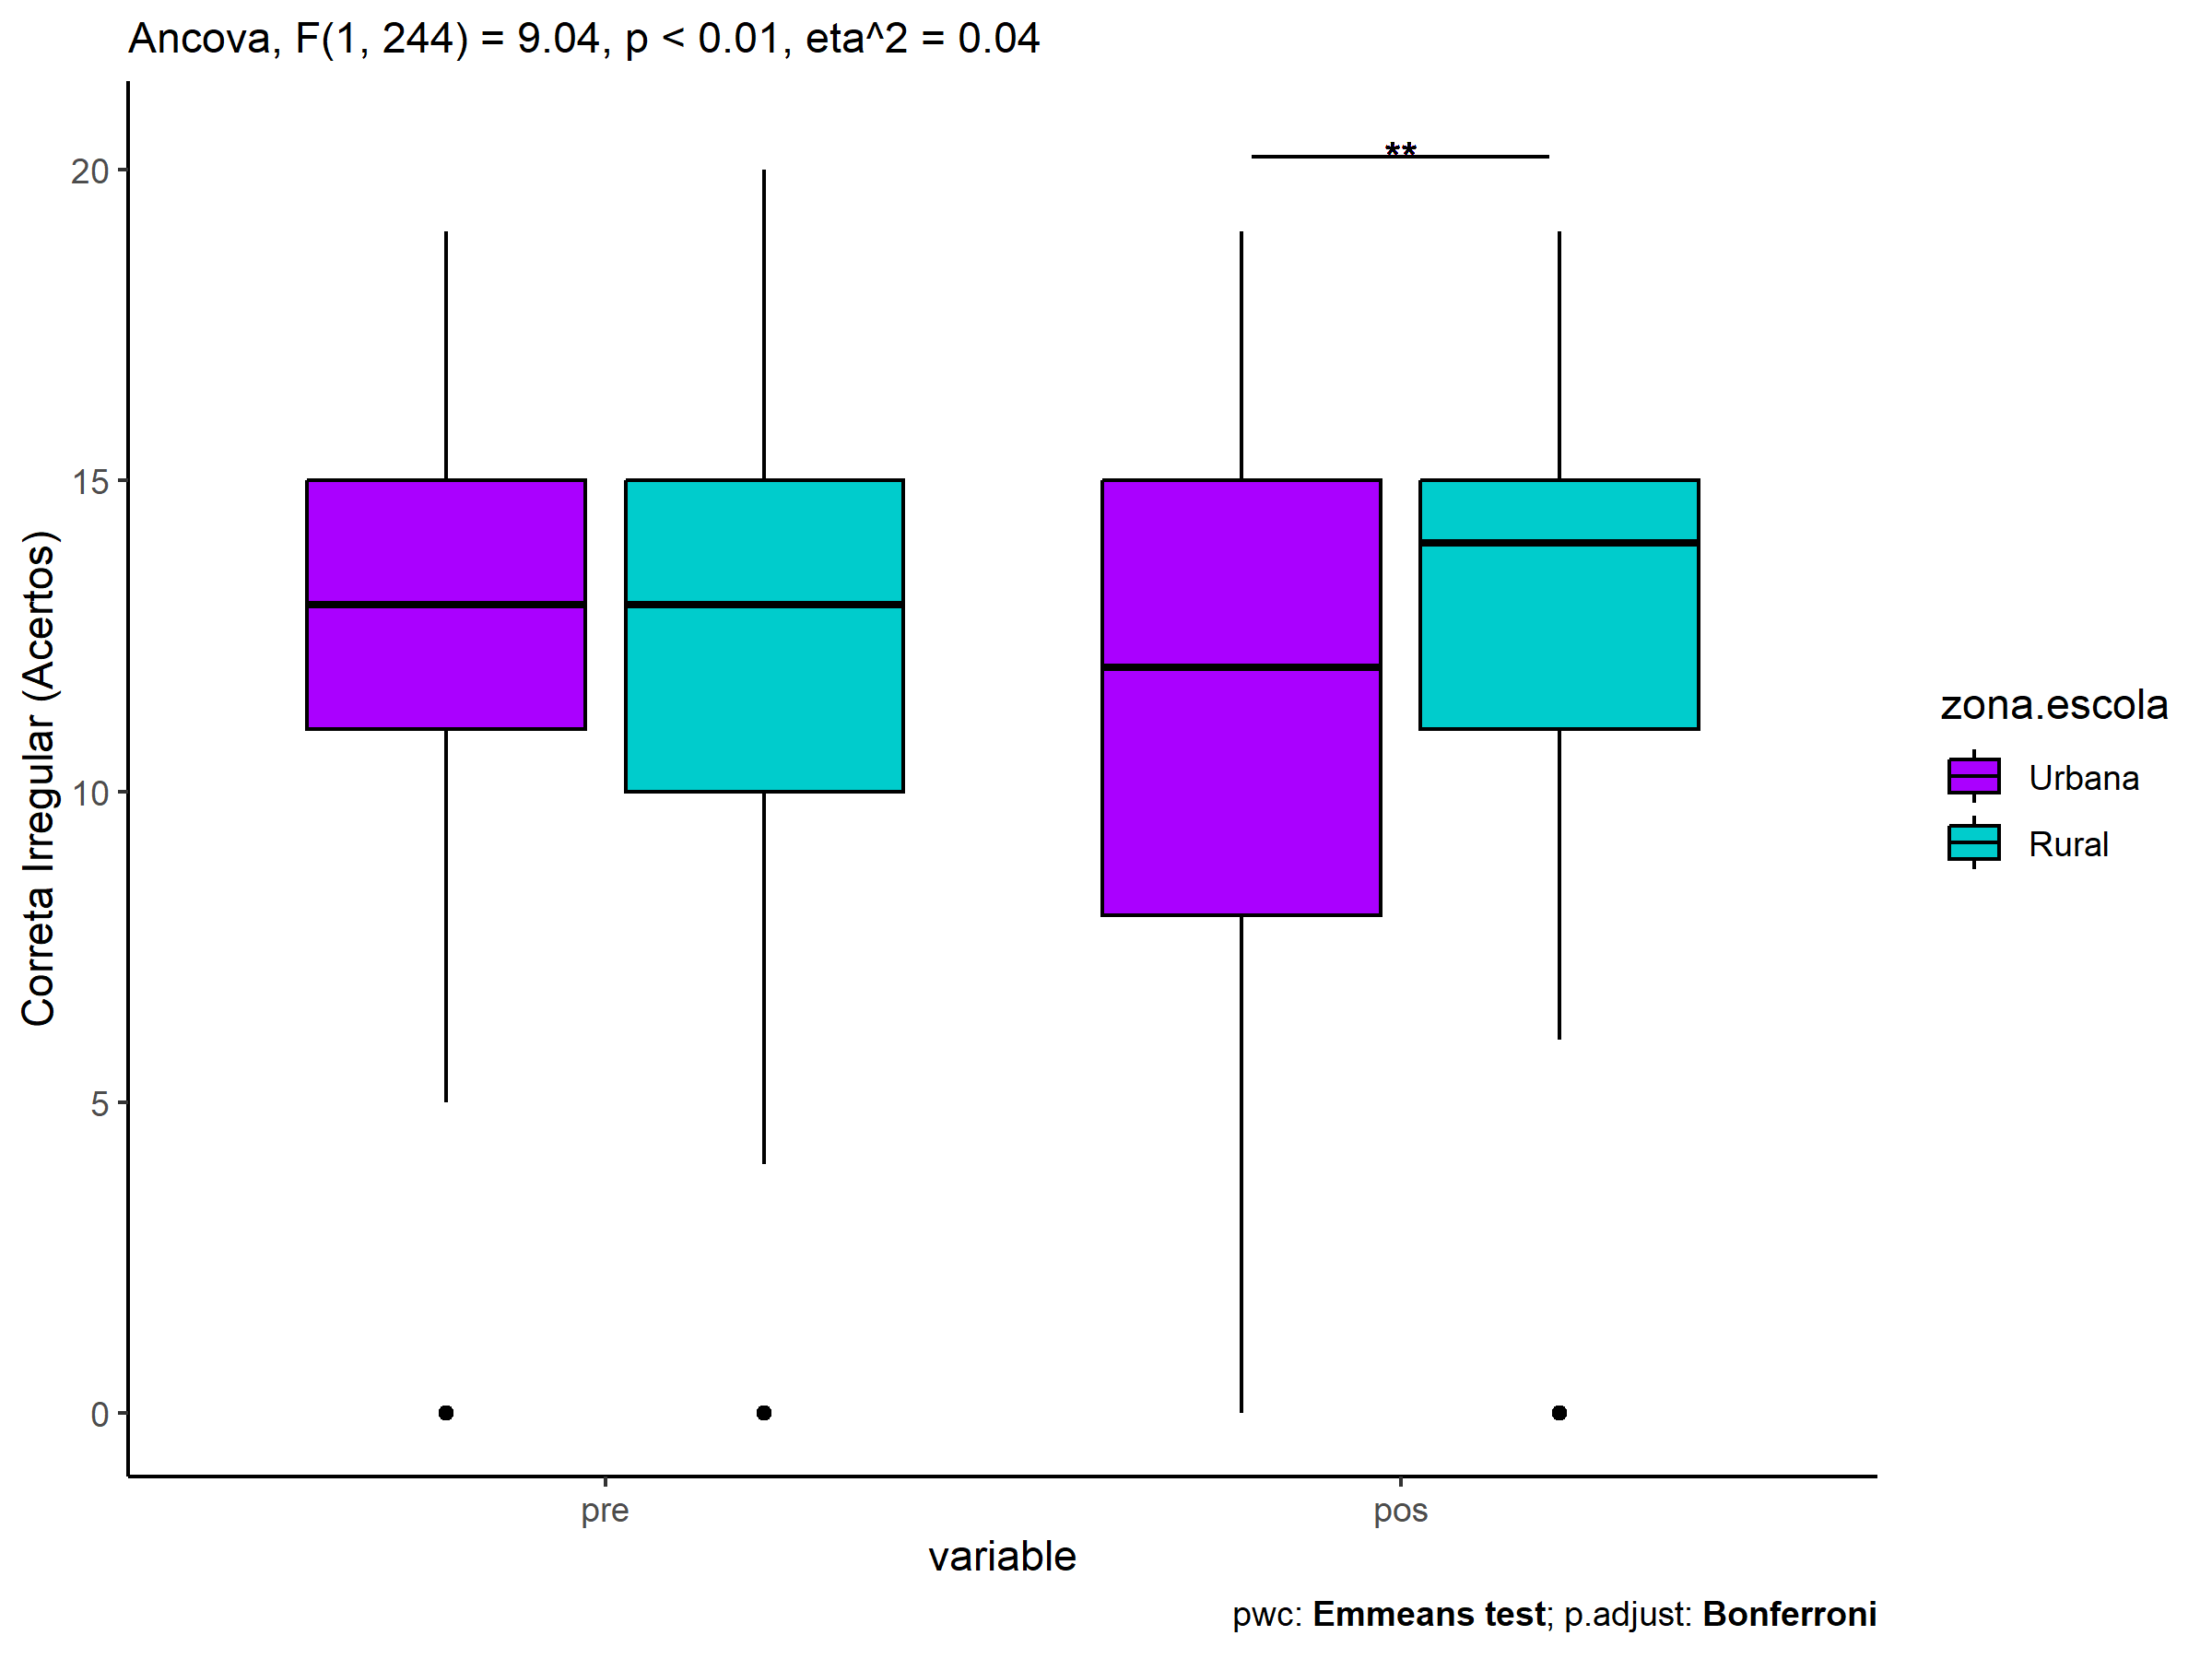 Ancova, F(1, 244) = 9.04, p < 0.01, eta^2 = 0.04
**
20
15
10
5
0
Correta Irregular (Acertos)
pre
pos
variable
zona.escola
Urbana
Rural
pwc: Emmeans test; p.adjust: Bonferroni